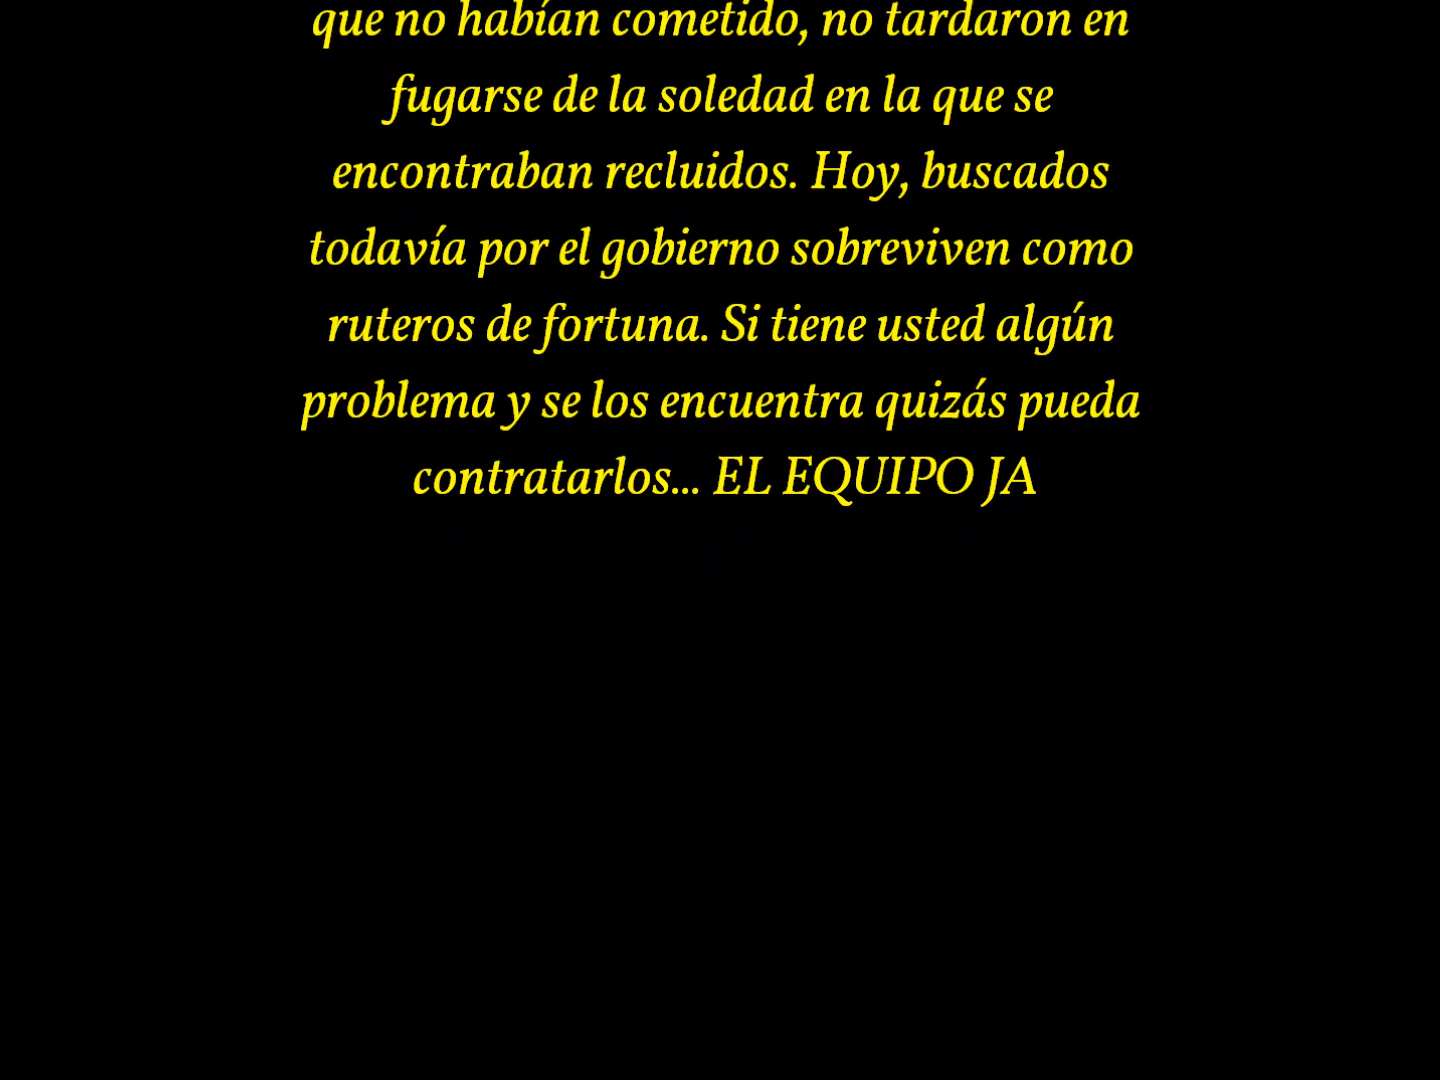 que no habían cometido, no tardaron en
fugarse de la soledad en la que se
encontraban recluidos. Hoy, buscados
todavía por el gobierno sobreviven como
ruteros de fortuna. Si tiene usted algún
problema y se los encuentra quizás pueda
contratarlos... EL EQUIPO JA